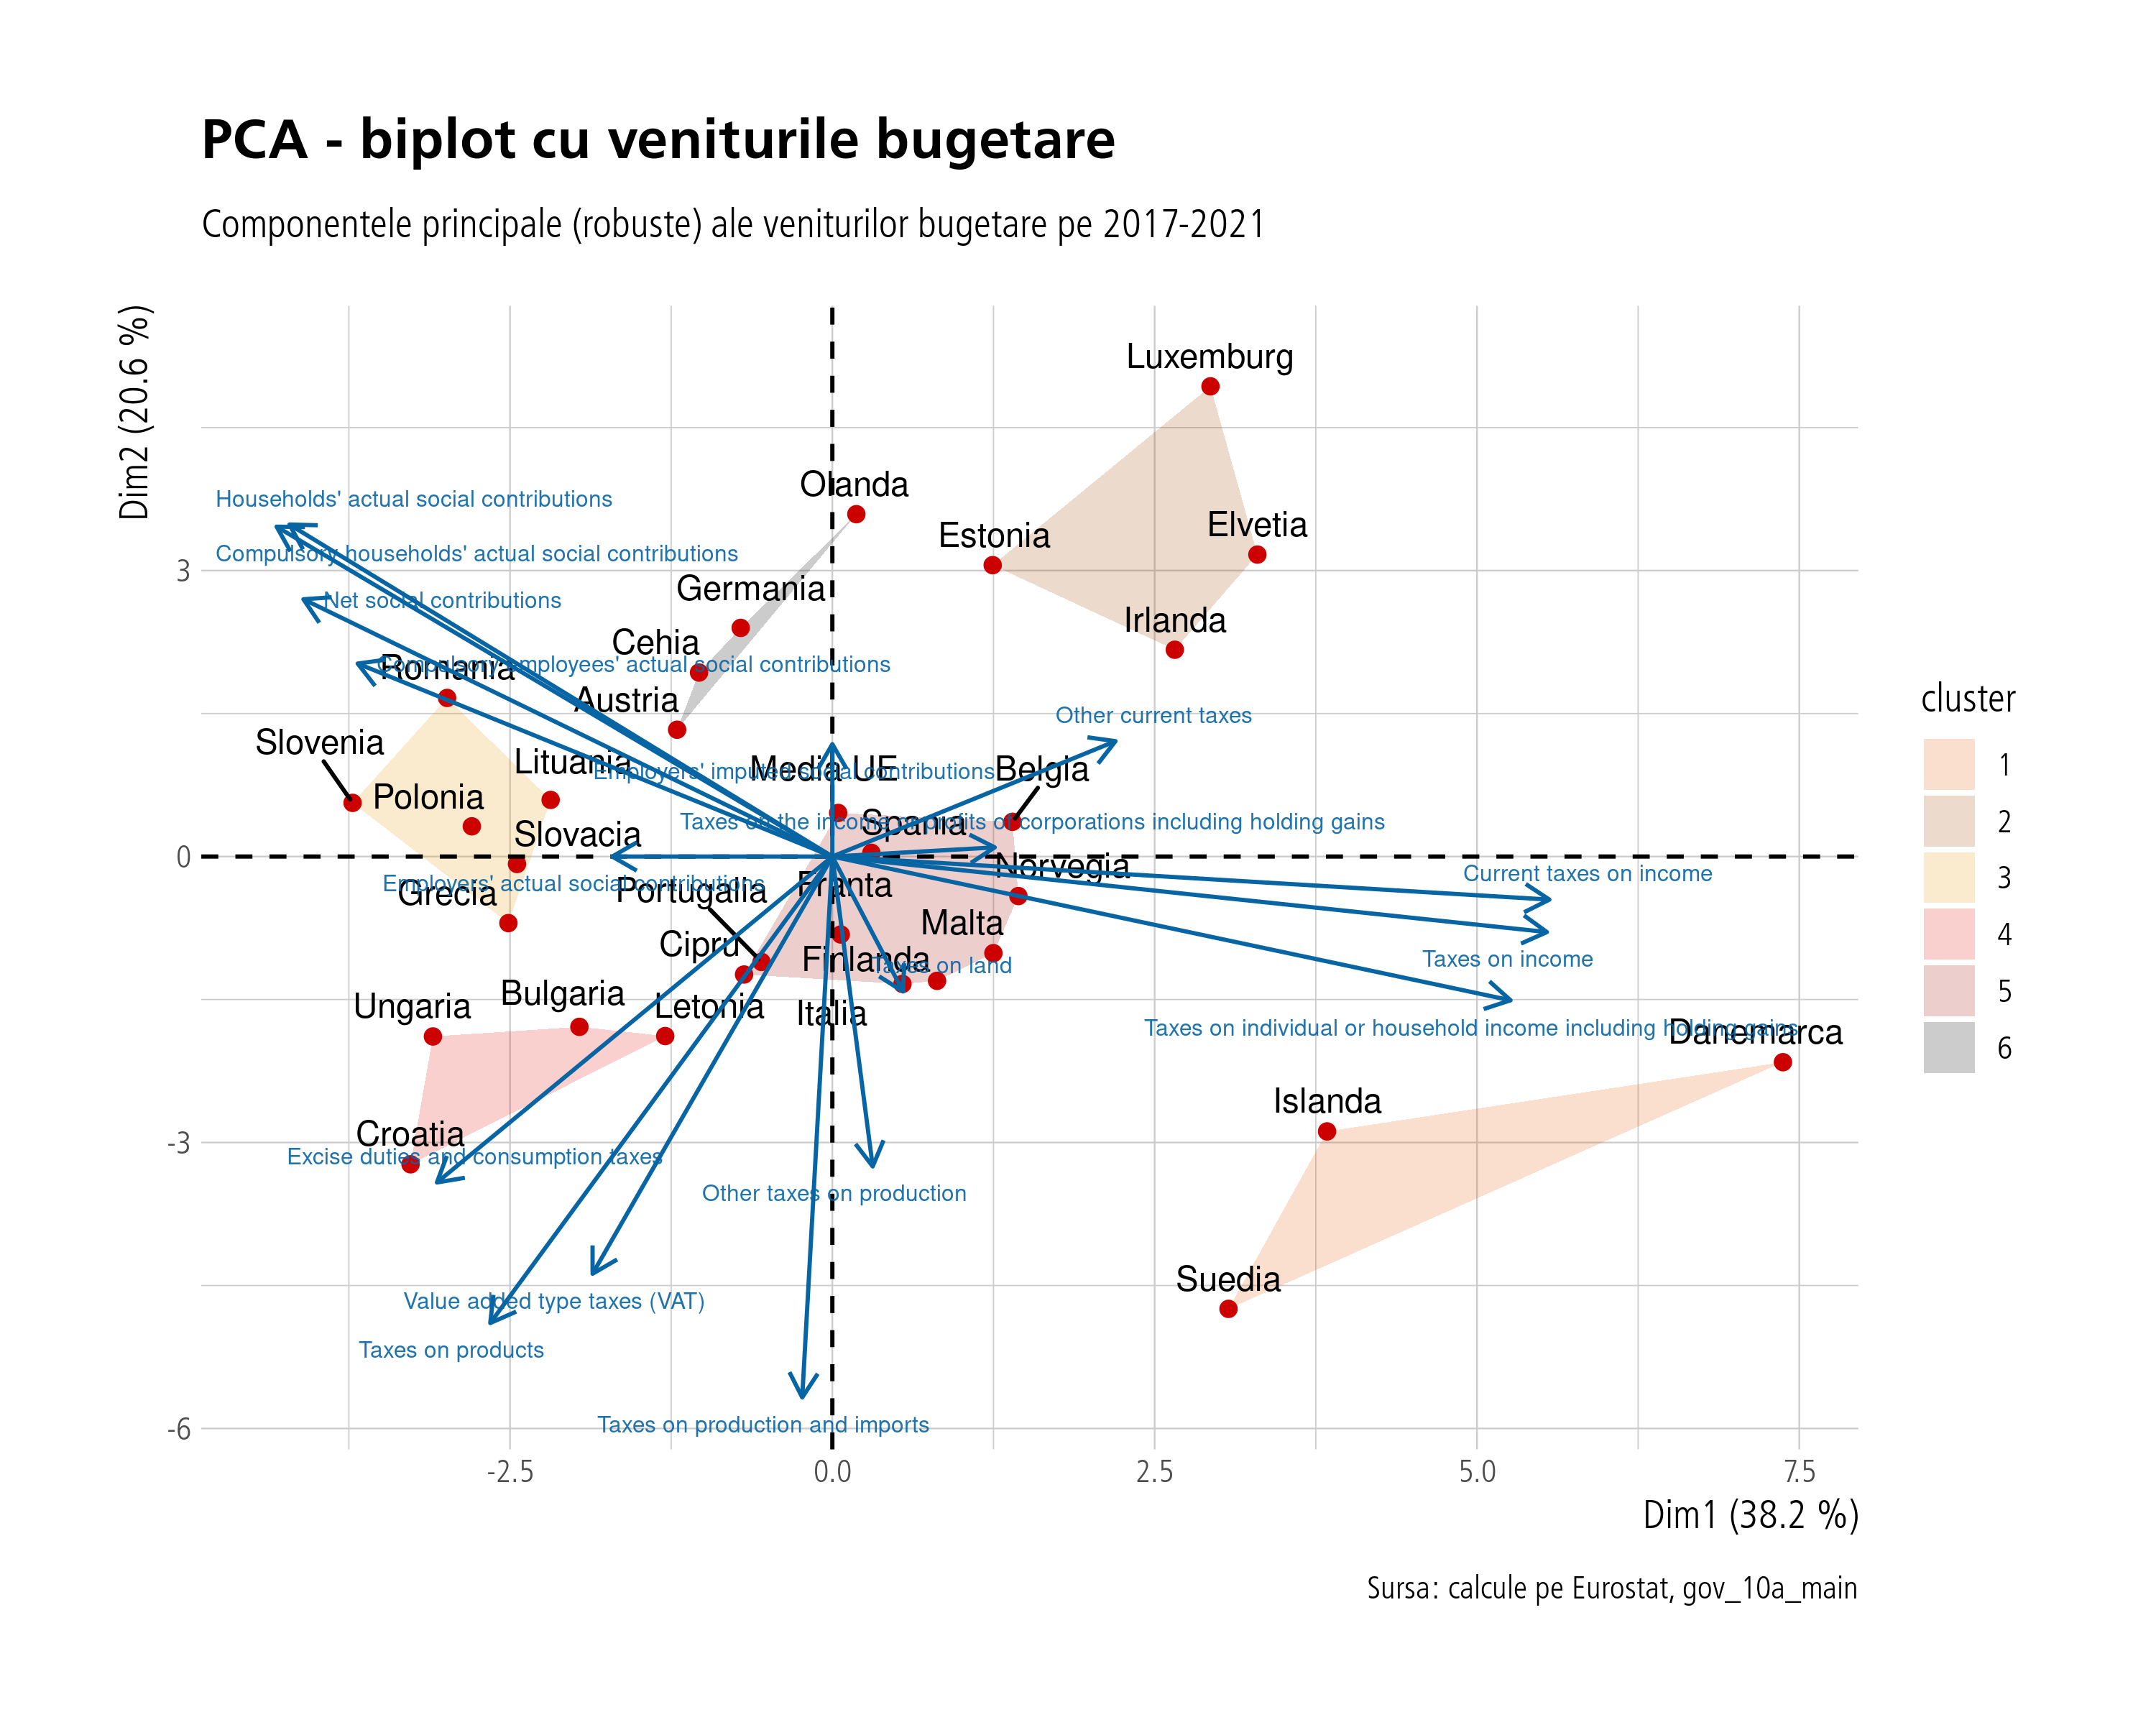 PCA - biplot cu veniturile bugetare
Componentele principale (robuste) ale veniturilor bugetare pe 2017-2021
Dim2 (20.6 %)
Luxemburg
Olanda
Households' actual social contributions
Estonia
Elvetia
Compulsory households' actual social contributions
3
Germania
Net social contributions
Irlanda
Cehia
Romania
Compulsory employees' actual social contributions
Austria
Other current taxes
Slovenia
Lituania
Media UE
Employers' imputed social contributions
Belgia
Polonia
Spania
Taxes on the income or profits of corporations including holding gains
Slovacia
0
Norvegia
Current taxes on income
Employers' actual social contributions
Grecia
Portugalia
Franta
Malta
Cipru
Finlanda
Taxes on land
Taxes on income
Ungaria
Bulgaria
Letonia
Italia
Taxes on individual or household income including holding gains
Danemarca
Islanda
Croatia
-3
Excise duties and consumption taxes
Other taxes on production
Suedia
Value added type taxes (VAT)
Taxes on products
Taxes on production and imports
-6
-2.5
0.0
2.5
5.0
7.5
Dim1 (38.2 %)
cluster
1
2
3
4
5
6
Sursa: calcule pe Eurostat, gov_10a_main